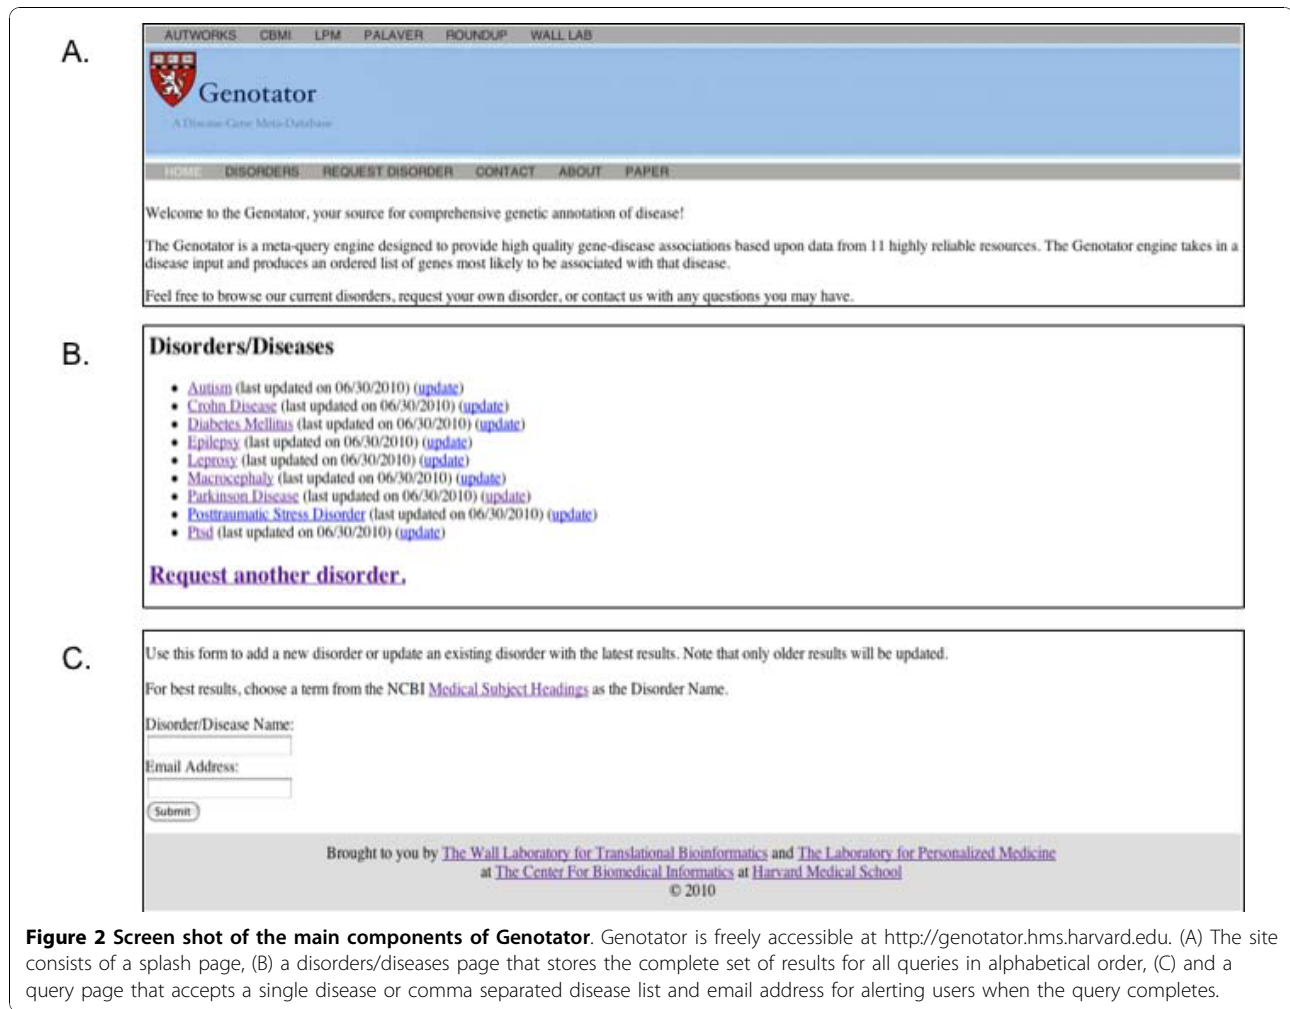 A.
AUTWORKS CBMI LPM PALAVER ROUNDUP WALL LAB
Genotator
A Disease-Gene Meta-Database
HOME DISORDERS REQUEST DISORDER CONTACT ABOUT PAPER
Welcome to the Genotator, your source for comprehensive genetic annotation of disease!
The Genotator is a meta-query engine designed to provide high quality gene-disease associations based upon data from 11 highly reliable resources. The Genotator engine takes in a
disease input and produces an ordered list of genes most likely to be associated with that disease.
Feel free to browse our current disorders, request your own disorder, or contact us with any questions you may have.
B.
Disorders/Diseases
• Autism (last updated on 06/30/2010) (update)
• Crohn Disease (last updated on 06/30/2010) (update)
• Diabetes Mellitus (last updated on 06/30/2010) (update)
• Epilepsy (last updated on 06/30/2010) (update)
• Leprosy (last updated on 06/30/2010) (update)
• Macrocephaly (last updated on 06/30/2010) (update)
• Parkinson Disease (last updated on 06/30/2010) (update)
• Posttraumatic Stress Disorder (last updated on 06/30/2010) (update)
• Ptsd (last updated on 06/30/2010) (update)
Request another disorder.
C.
Use this form to add a new disorder or update an existing disorder with the latest results. Note that only older results will be updated.
For best results, choose a term from the NCBI Medical Subject Headings as the Disorder Name.
Disorder/Disease Name:
Email Address:
Submit
Brought to you by The Wall Laboratory for Translational Bioinformatics and The Laboratory for Personalized Medicine
at The Center For Biomedical Informatics at Harvard Medical School
© 2010
Figure 2 Screen shot of the main components of Genotator. Genotator is freely accessible at http://genotator.hms.harvard.edu. (A) The site
consists of a splash page, (B) a disorders/diseases page that stores the complete set of results for all queries in alphabetical order, (C) and a
query page that accepts a single disease or comma separated disease list and email address for alerting users when the query completes.